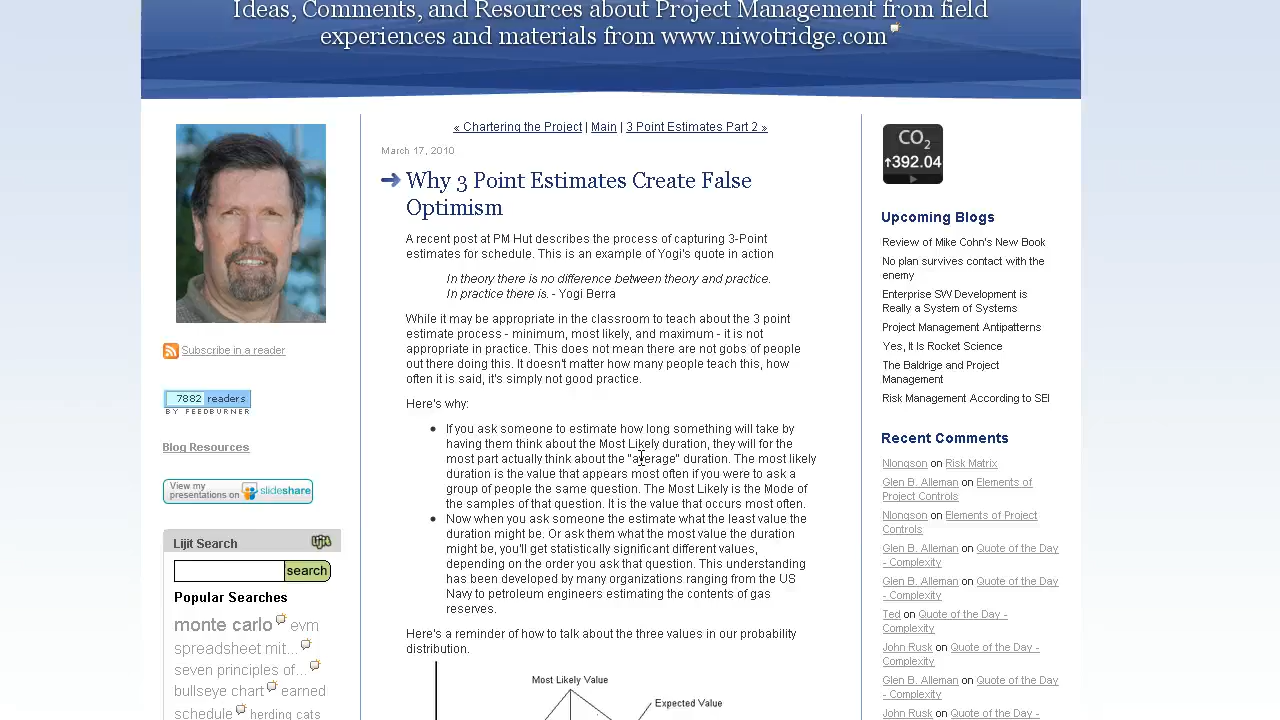 Ideas, Comments, and Resources about Project Management from field
experiences and materials from www.niwotridge.com
« Chartering the Project | Main | 3 Point Estimates Part 2 »
March 17, 2010
Why 3 Point Estimates Create False
Optimism
A recent post at PM Hut describes the process of capturing 3-Point
estimates for schedule. This is an example of Yogi's quote in action
In theory there is no difference between theory and practice.
In practice there is. - Yogi Berra
While it may be appropriate in the classroom to teach about the 3 point
estimate process - minimum, most likely, and maximum - it is not
appropriate in practice. This does not mean there are not gobs of people
out there doing this. It doesn't matter how many people teach this, how
often it is said, it's simply not good practice.
Here's why:
If you ask someone to estimate how long something will take by
having them think about the Most Likely duration, they will for the
most part actually think about the "average" duration. The most likely
duration is the value that appears most often if you were to ask a
group of people the same question. The Most Likely is the Mode of
the samples of that question. It is the value that occurs most often.
Now when you ask someone the estimate what the least value the
duration might be. Or ask them what the most value the duration
might be, you'll get statistically significant different values,
depending on the order you ask that question. This understanding
has been developed by many organizations ranging from the US
Navy to petroleum engineers estimating the contents of gas
reserves.
Here's a reminder of how to talk about the three values in our probability
distribution.
Most Likely Value
Expected Value
Subscribe in a reader
7882 readers
BY FEEDBURNER
Blog Resources
View my
presentations on slideshare
Lijit Search
Lijit
search
Popular Searches
monte carlo evm
spreadsheet mit...
seven principles of...
bullseye chart earned
schedule herding cats
CO2
↑392.04
Upcoming Blogs
Review of Mike Cohn's New Book
No plan survives contact with the
enemy
Enterprise SW Development is
Really a System of Systems
Project Management Antipatterns
Yes, It Is Rocket Science
The Baldrige and Project
Management
Risk Management According to SEI
Recent Comments
Nlongson on Risk Matrix
Glen B. Alleman on Elements of
Project Controls
Nlongson on Elements of Project
Controls
Glen B. Alleman on Quote of the Day
- Complexity
Glen B. Alleman on Quote of the Day
- Complexity
Ted on Quote of the Day -
Complexity
John Rusk on Quote of the Day -
Complexity
Glen B. Alleman on Quote of the Day
- Complexity
John Rusk on Quote of the Day -